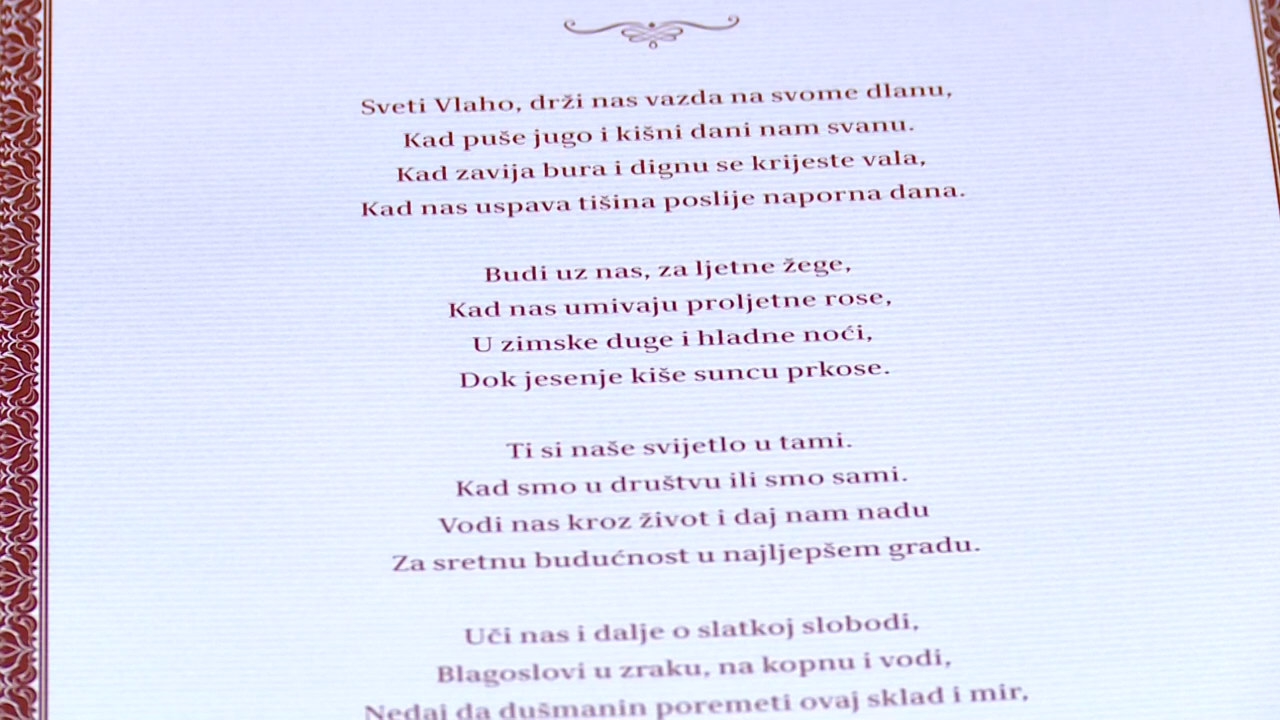 Sveti Vlaho, drži nas vazda na svome dlanu,
Kad puše jugo i kišni dani nam svanu.
Kad zavija bura i dignu se krijeste vala,
Kad nas uspava tišina poslije naporna dana.
Budi uz nas, za ljetne žege,
Kad nas umivaju proljetne rose,
U zimske duge i hladne noći,
Dok jesenje kiše suncu prkose.
Ti si naše svijetlo u tami.
Kad smo u društvu ili smo sami.
Vodi nas kroz život i daj nam nadu
Za sretnu budućnost u najljepšem gradu.
Uči nas i dalje o slatkoj slobodi,
Blagoslovi u zraku, na kopnu i vodi,
Nedaj da dušmanin poremeti ovaj sklad i mir,